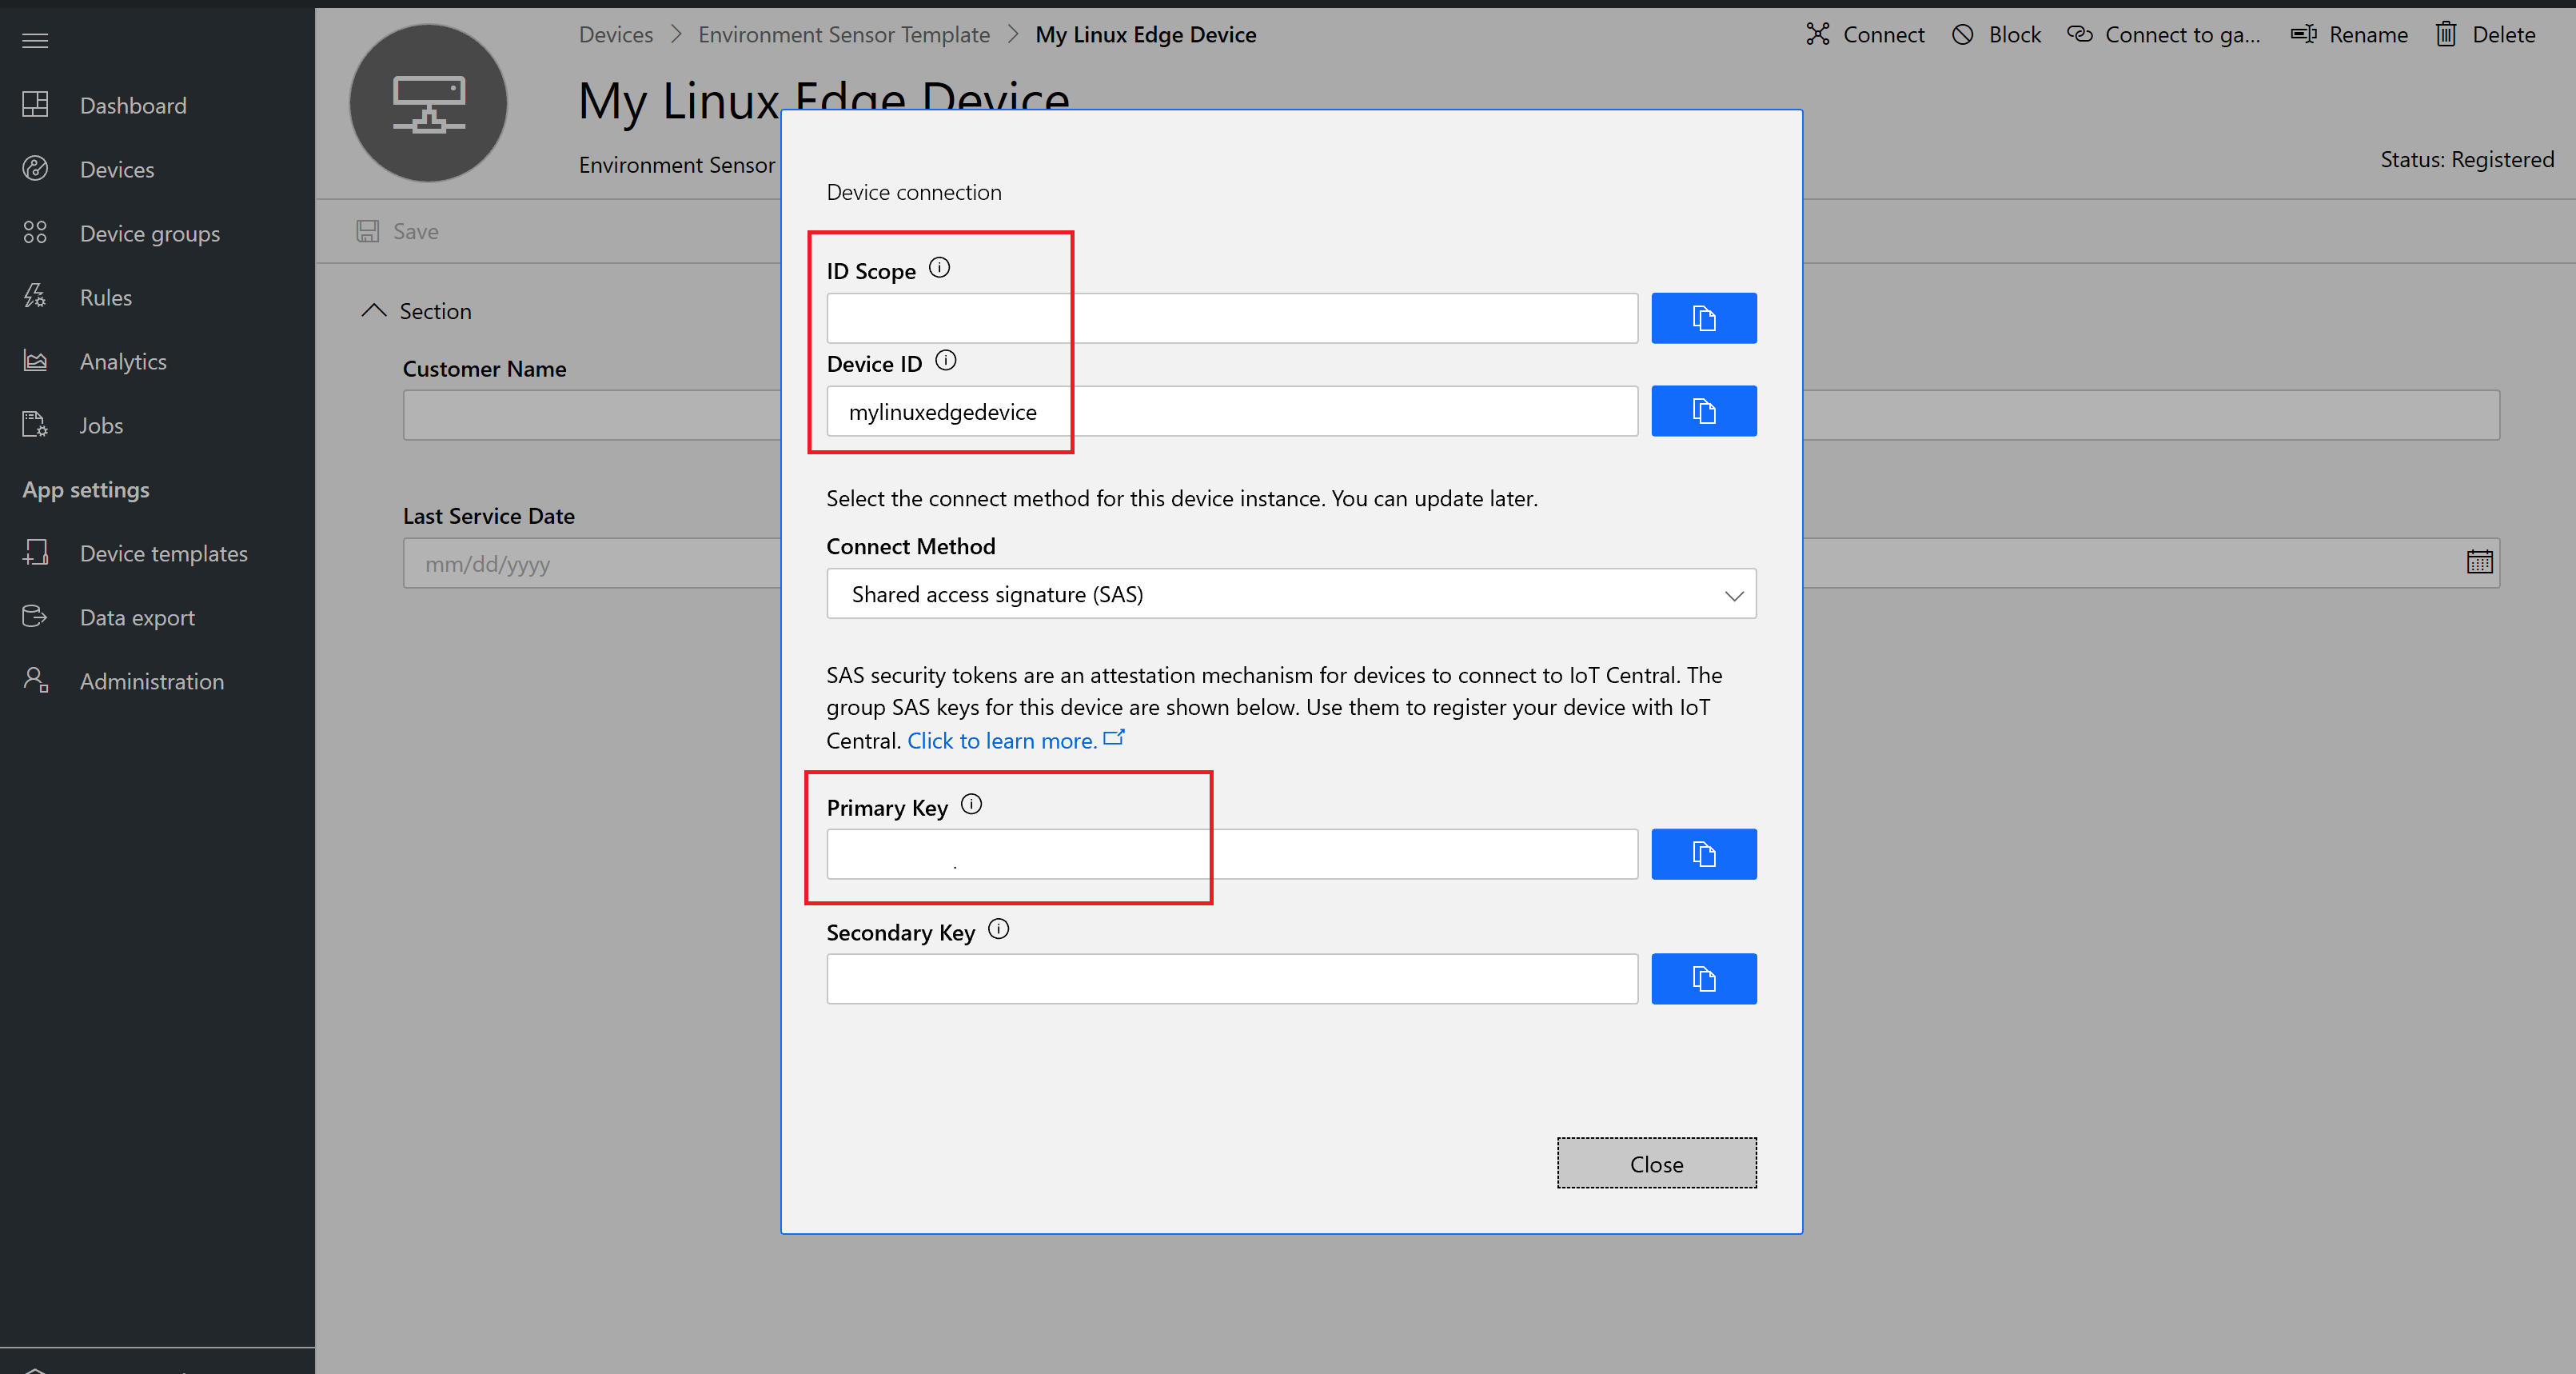 Devices > Environment Sensor Template > My Linux Edge Device
Connect
Block
Connect to ga...
Rename
Delete
My Linux Edge Device
Environment Sensor
Status: Registered
Save
Dashboard
Devices
Device groups
Rules
Analytics
Jobs
App settings
Device templates
Data export
Administration
Section
Customer Name
Last Service Date
mm/dd/yyyy
Device connection
ID Scope
Device ID
mylinuxedgedevice
Select the connect method for this device instance. You can update later.
Connect Method
Shared access signature (SAS)
SAS security tokens are an attestation mechanism for devices to connect to IoT Central. The
group SAS keys for this device are shown below. Use them to register your device with IoT
Central. Click to learn more.
Primary Key
Secondary Key
Close